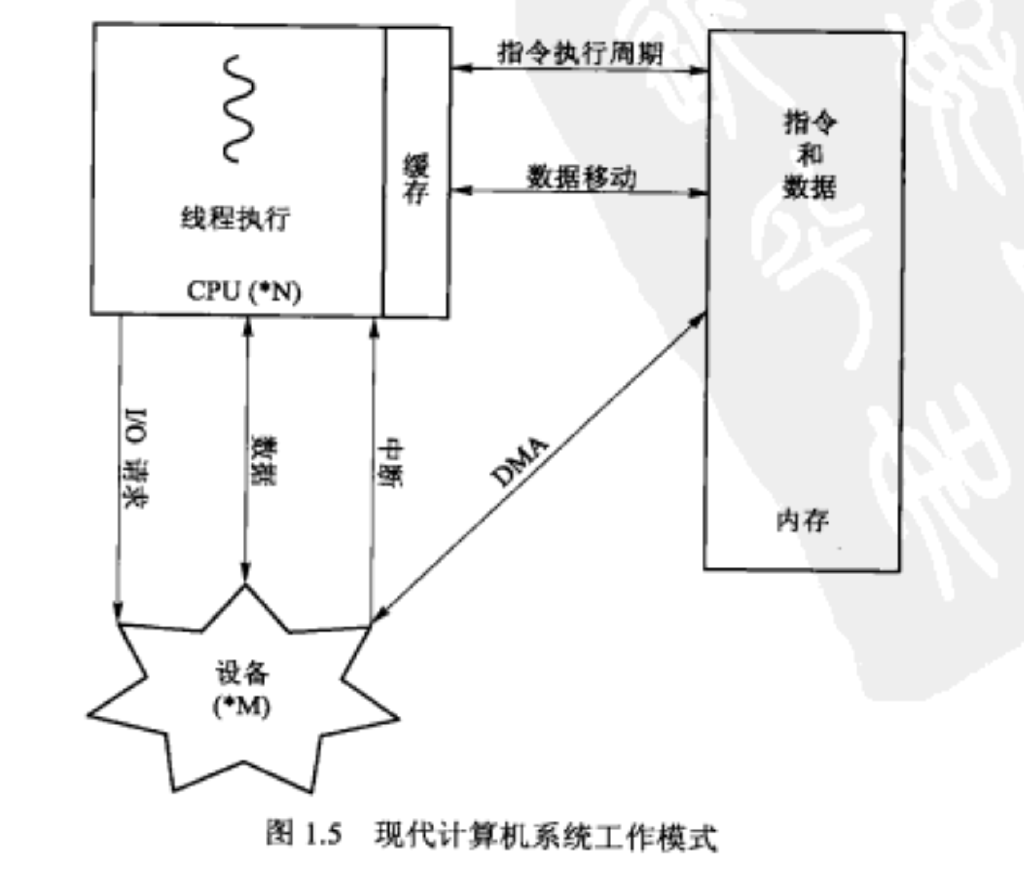 指令执行周期
指令
和
数据
缓存
数据移动
线程执行
CPU (*N)
I/O 请求
数据
中断
DMA
内存
设备
(*M)
图 1.5 现代计算机系统工作模式